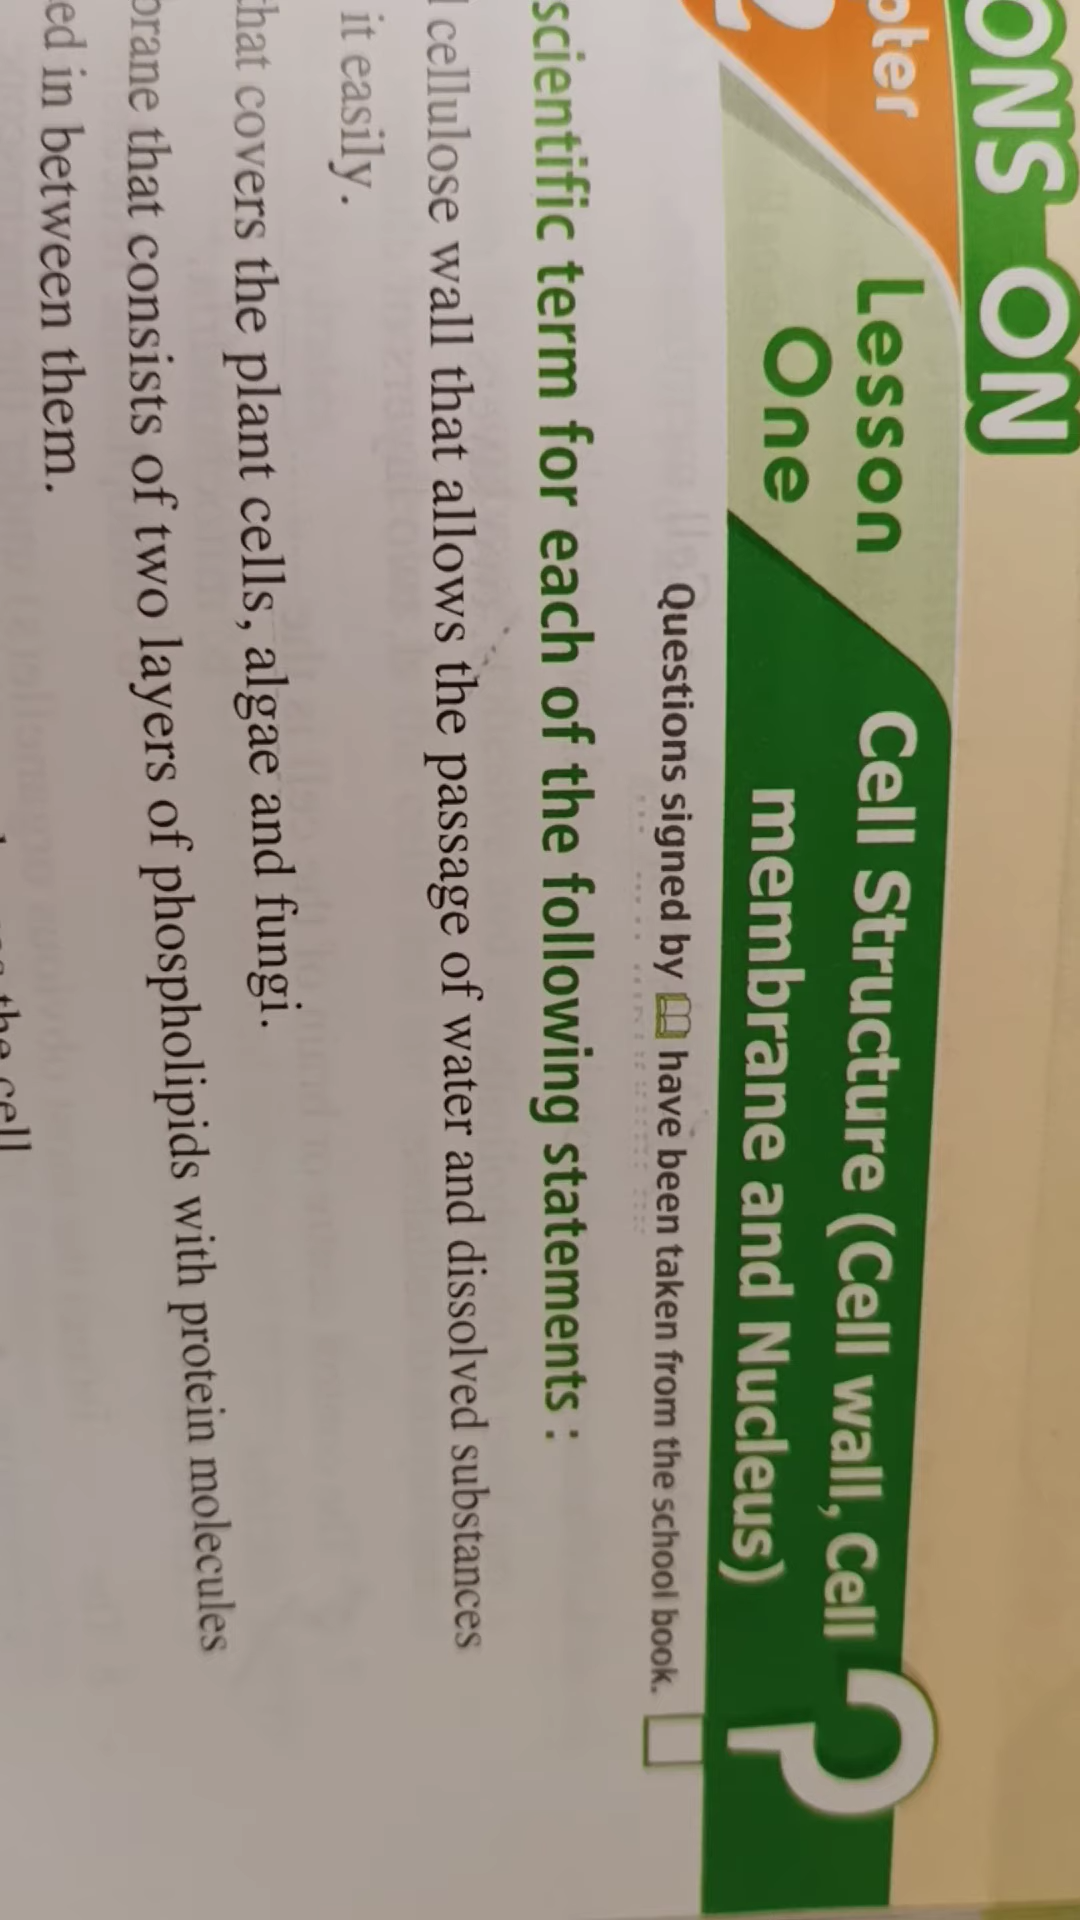 ONS ON
Lesson
One
Cell Structure (Cell wall, Cell
membrane and Nucleus)
?
Questions signed by have been taken from the school book.
scientific term for each of the following statements :
cellulose wall that allows the passage of water and dissolved substances
it easily.
that covers the plant cells, algae and fungi.
brane that consists of two layers of phospholipids with protein molecules
ed in between them.
the cell